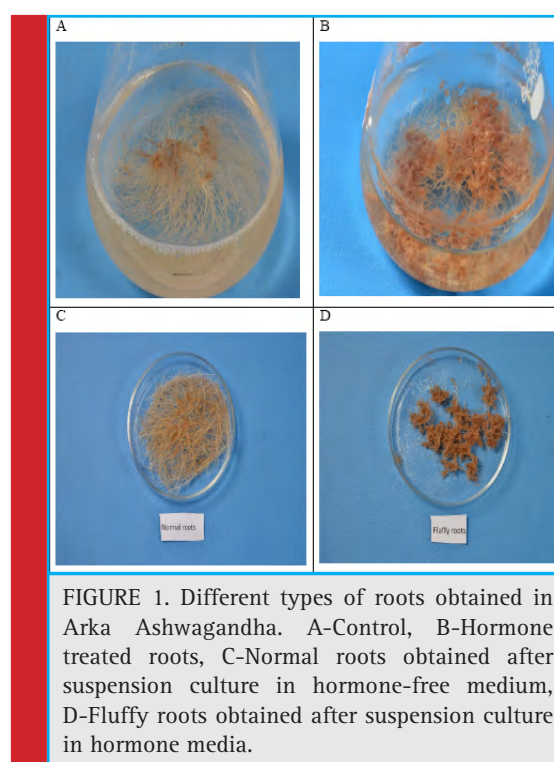 A
B
C
D
Normal roots
Fluffy roots
FIGURE 1. Different types of roots obtained in
Arka Ashwagandha. A-Control, B-Hormone
treated roots, C-Normal roots obtained after
suspension culture in hormone-free medium,
D-Fluffy roots obtained after suspension culture
in hormone media.